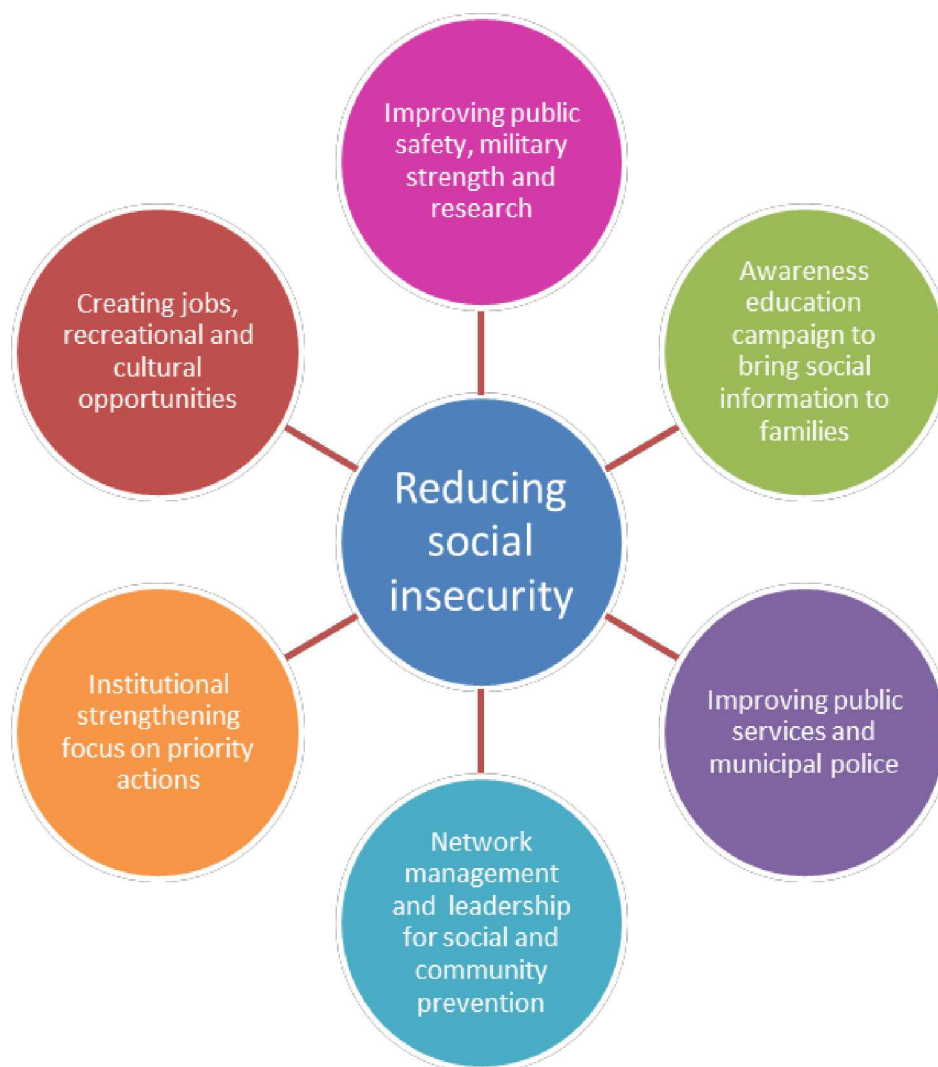 Improving public
safety, military
strength and
research
Awareness
education
campaign to
bring social
information to
families
Improving public
services and
municipal police
Network
management
and leadership
for social and
community
prevention
Institutional
strengthening
focus on priority
actions
Creating jobs,
recreational and
cultural
opportunities
Reducing
social
insecurity